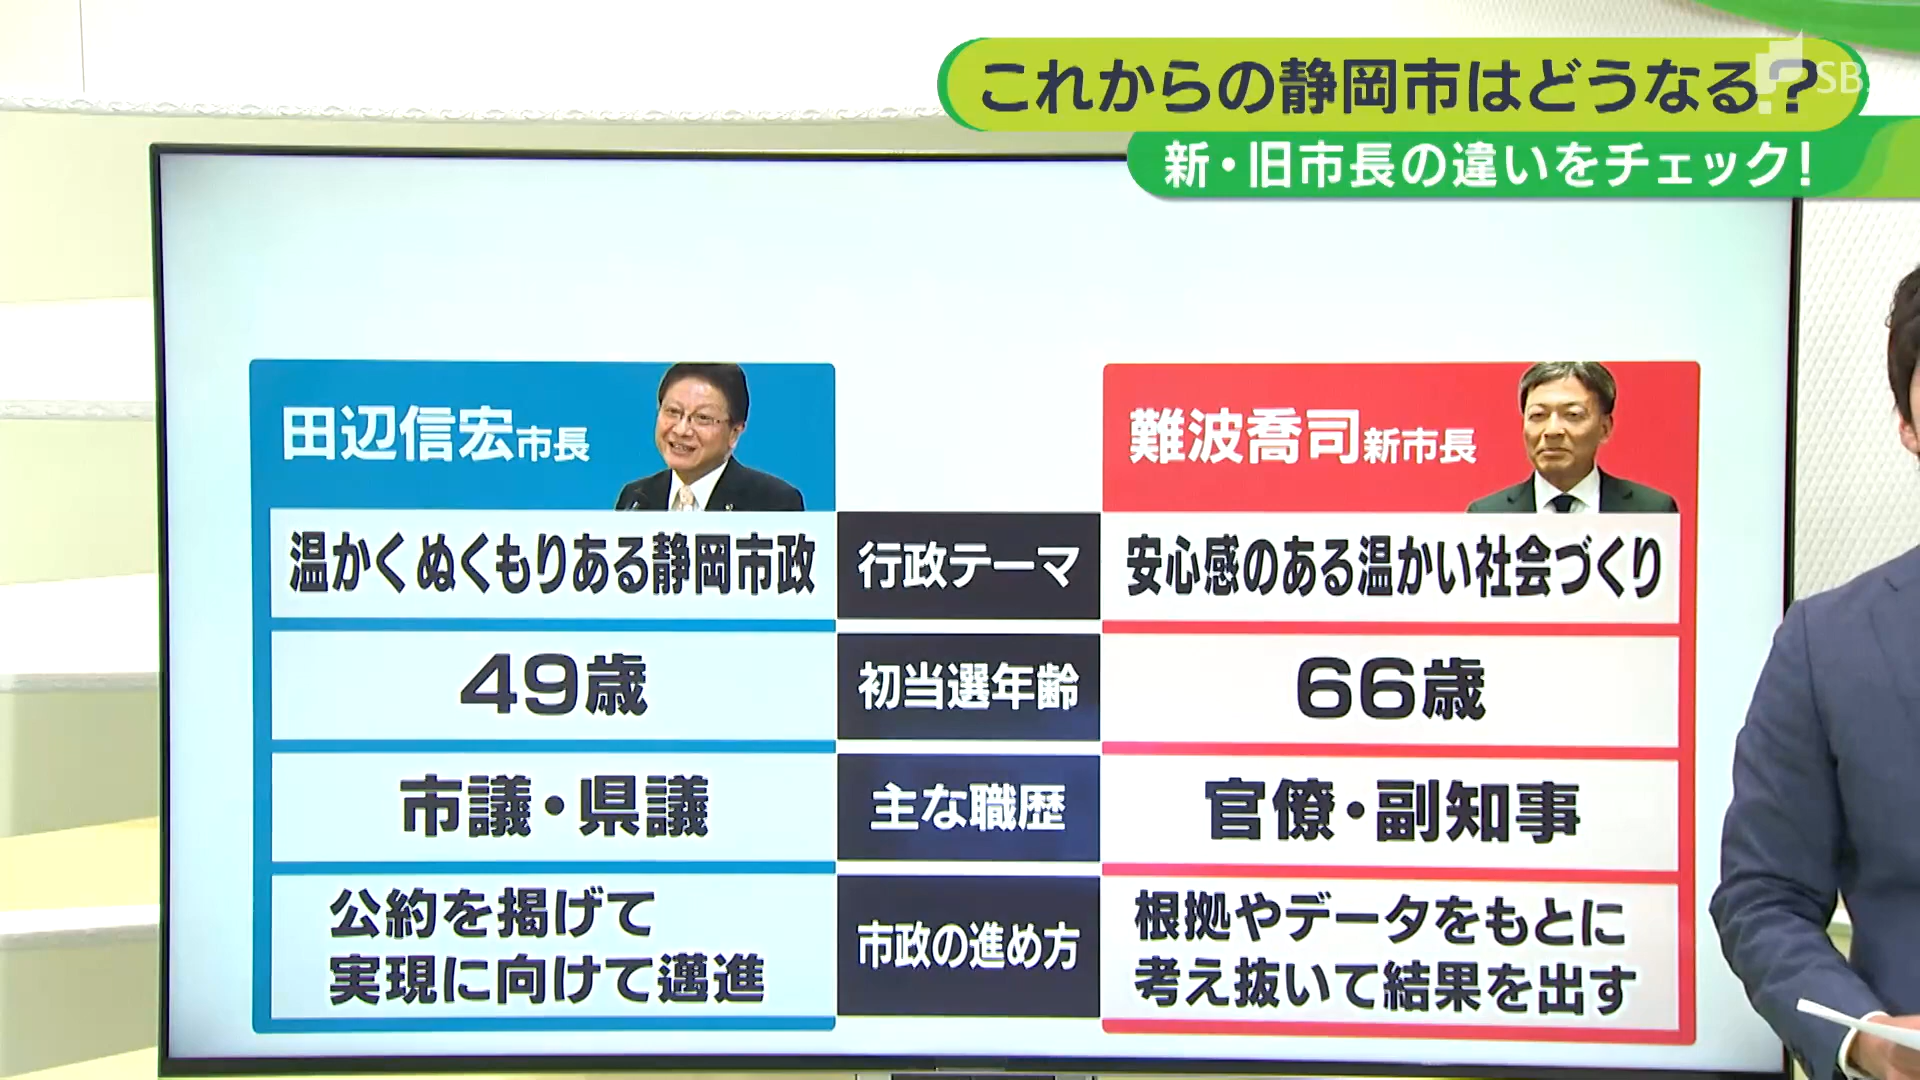 これからの静岡市はどうなる?
SBS
新・旧市長の違いをチェック!
田辺信宏市長
難波喬司新市長
温かくぬくもりある静岡市政
行政テーマ
安心感のある温かい社会づくり
49歳
初当選年齢
66歳
市議・県議
主な職歴
官僚・副知事
公約を掲げて
実現に向けて邁進
市政の進め方
根拠やデータをもとに
考え抜いて結果を出す